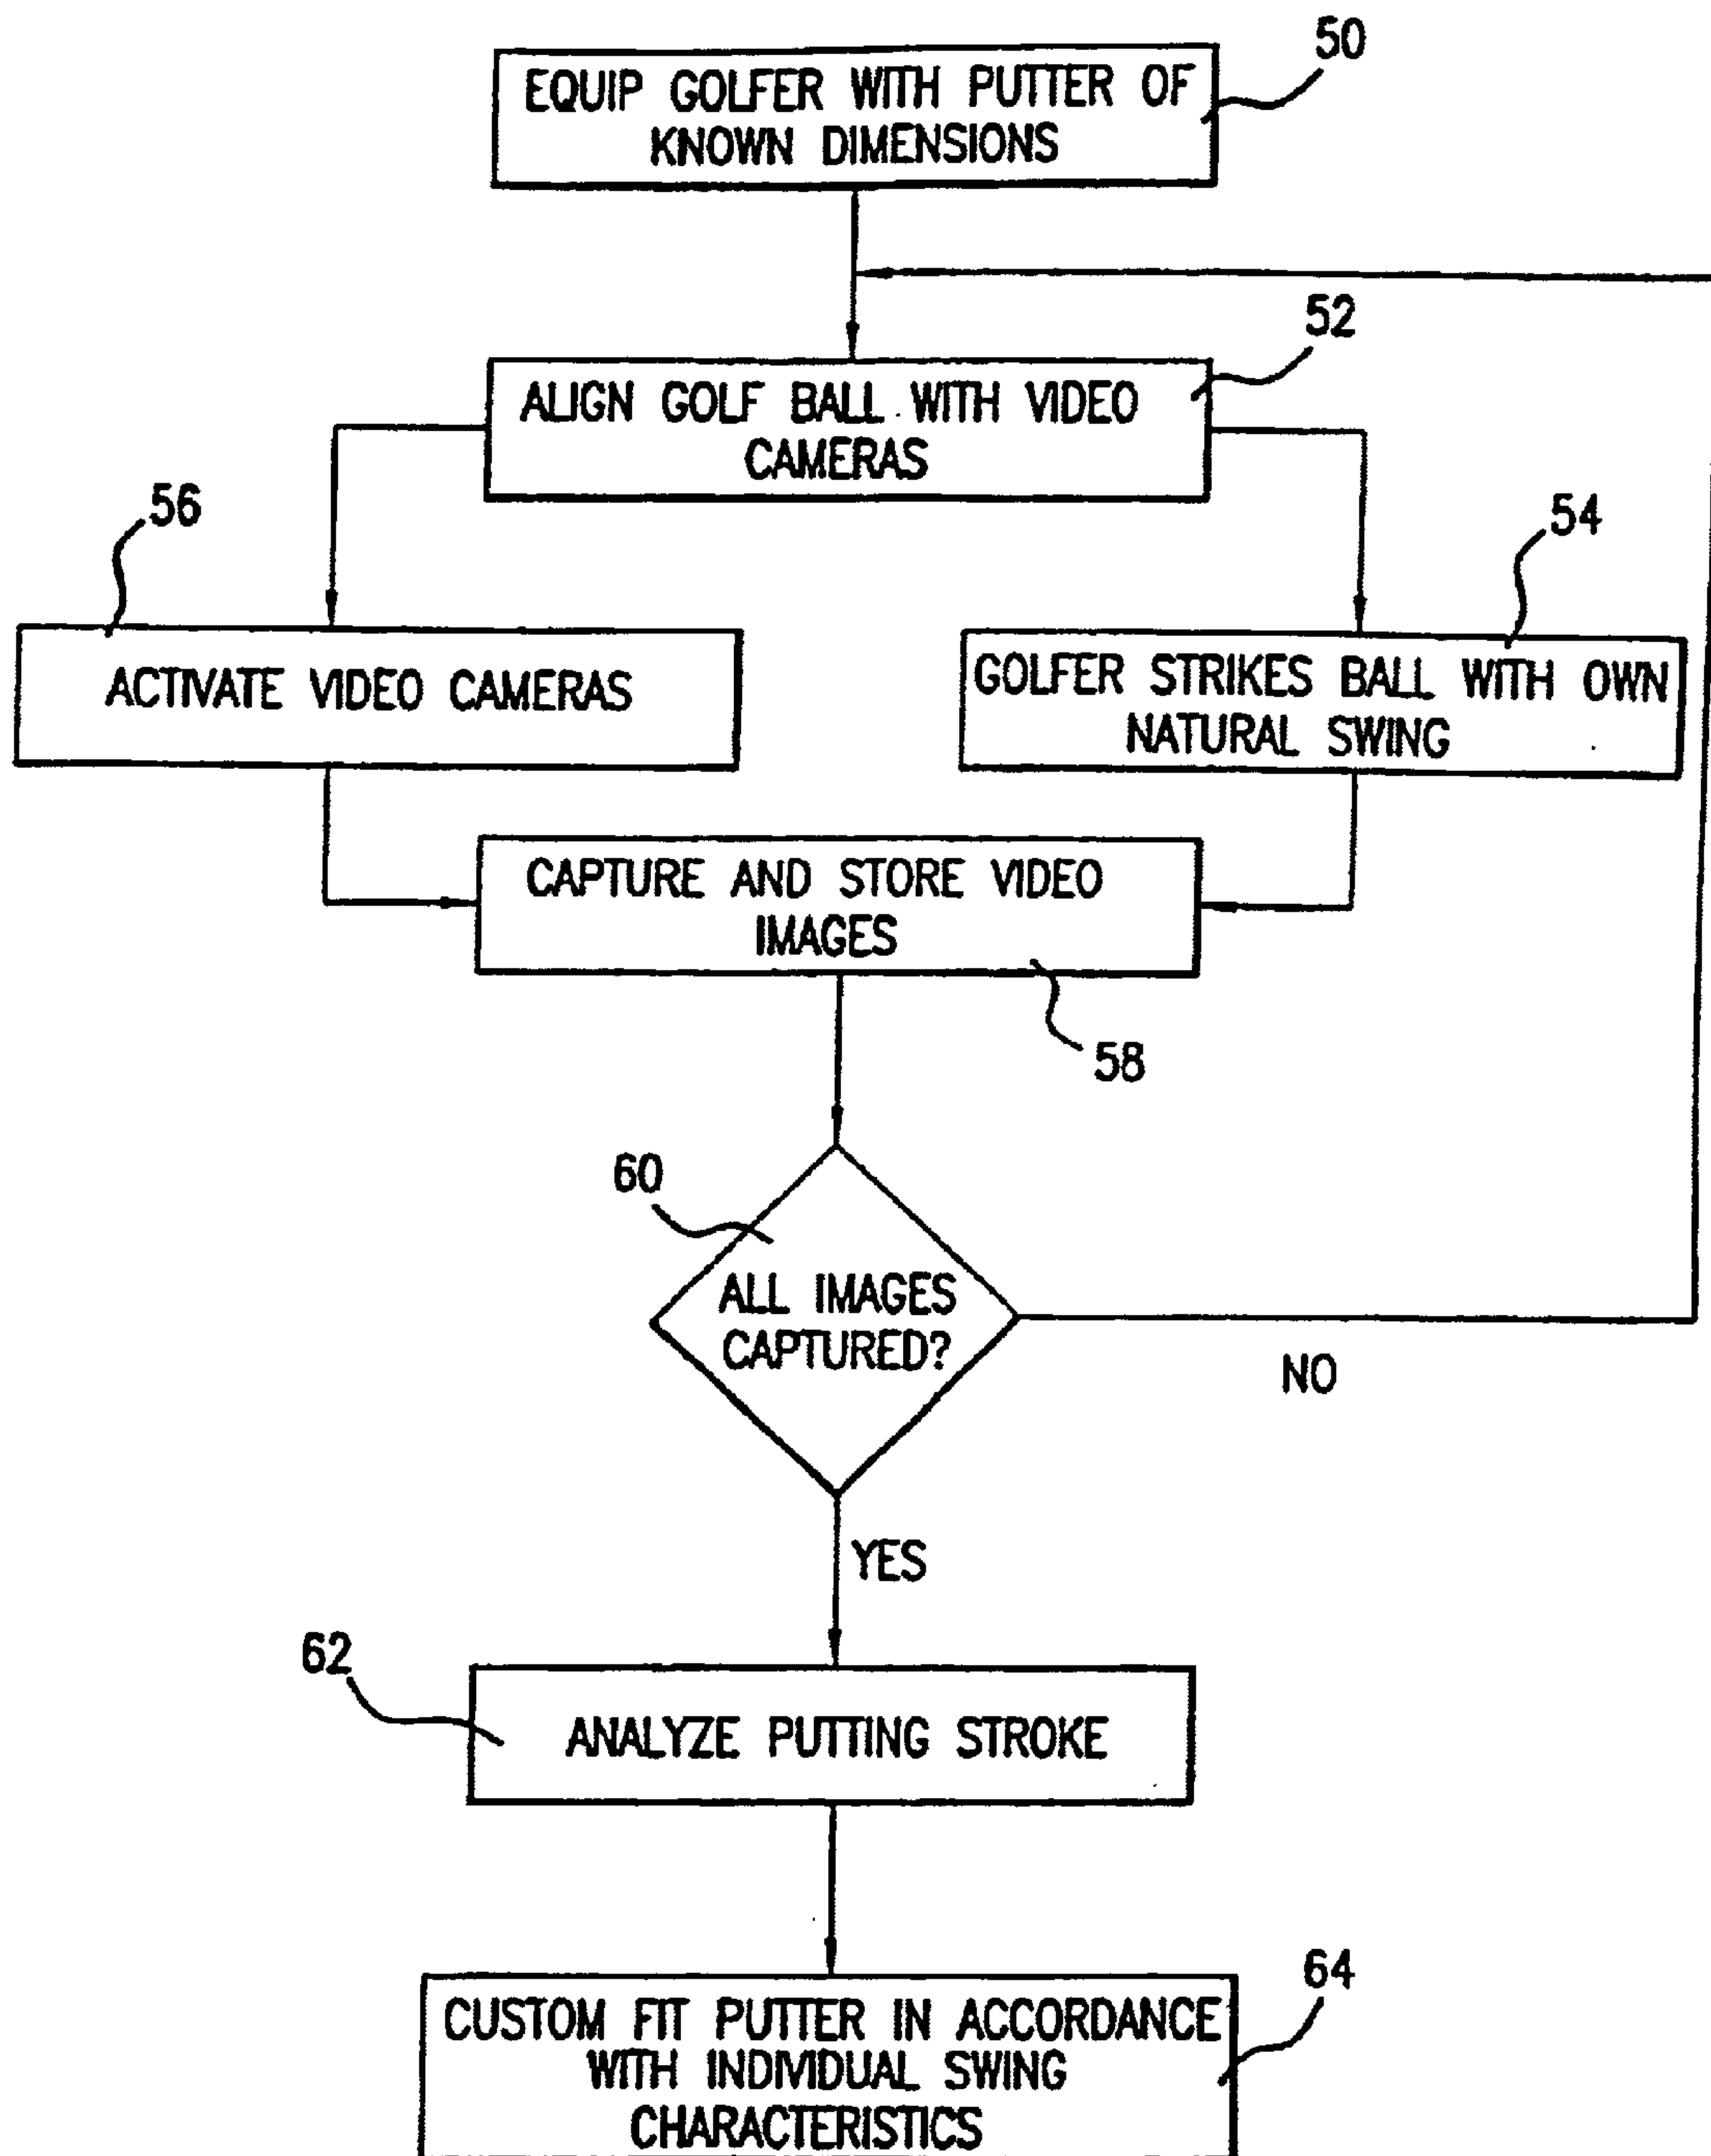 50
EQUIP GOLFER WITH PUTTER OF
KNOWN DIMENSIONS
52
ALIGN GOLF BALL WITH VIDEO
CAMERAS
56
54
ACTIVATE VIDEO CAMERAS
GOLFER STRIKES BALL WITH OWN
NATURAL SWING
CAPTURE AND STORE VIDEO
IMAGES
58
60
ALL IMAGES
CAPTURED?
NO
YES
62
ANALYZE PUTTING STROKE
64
CUSTOM FIT PUTTER IN ACCORDANCE
WITH INDIVIDUAL SWING
CHARACTERISTICS